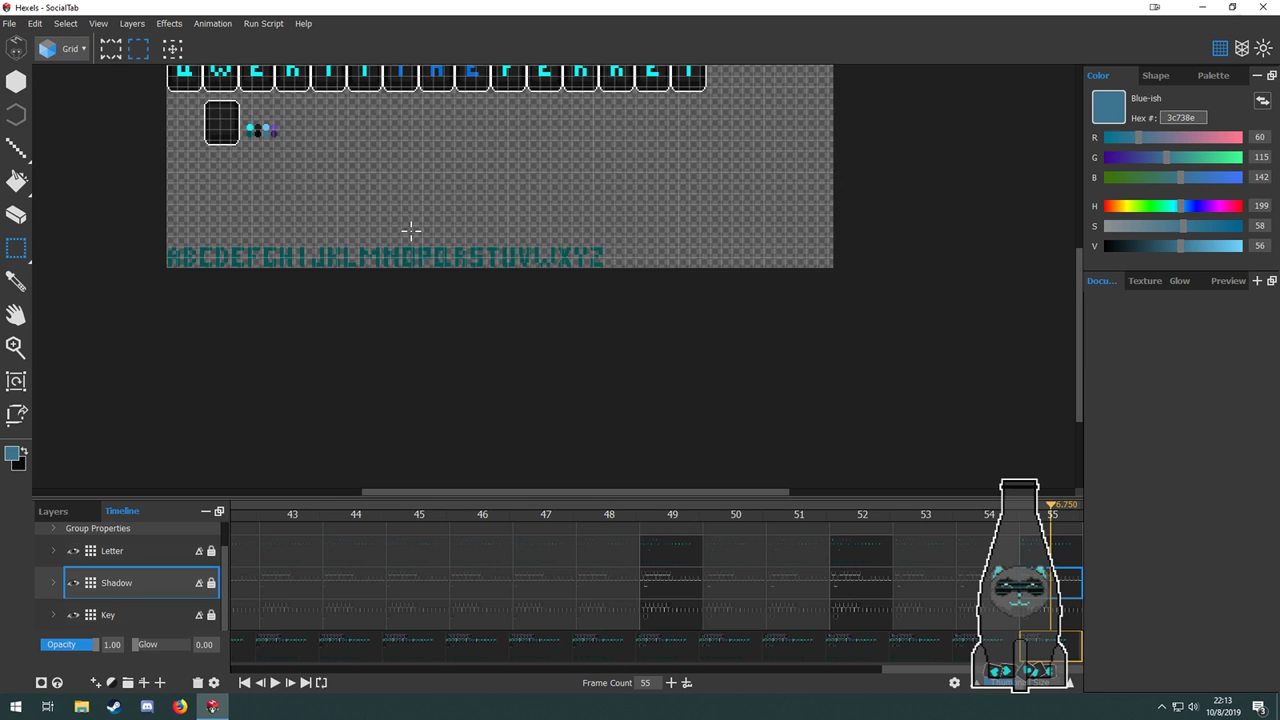 Hexels - SocialTab
File Edit Select View Layers Effects Animation Run Script Help
Grid
QWERTYTHEFERRET
ABCDEFGHIJKLMNOPQRSTUVWXYZ
Color Shape Palette
Blue-ish
Hex #: 3c738e
R 60
G 115
B 142
H 199
S 58
V 56
Docu... Texture Glow Preview
Layers Timeline
6.750
43 44 45 46 47 48 49 50 51 52 53 54 55
Group Properties
Letter
Shadow
Key
Opacity 1.00 Glow 0.00
Frame Count 55
Size
22:13
10/8/2019
3